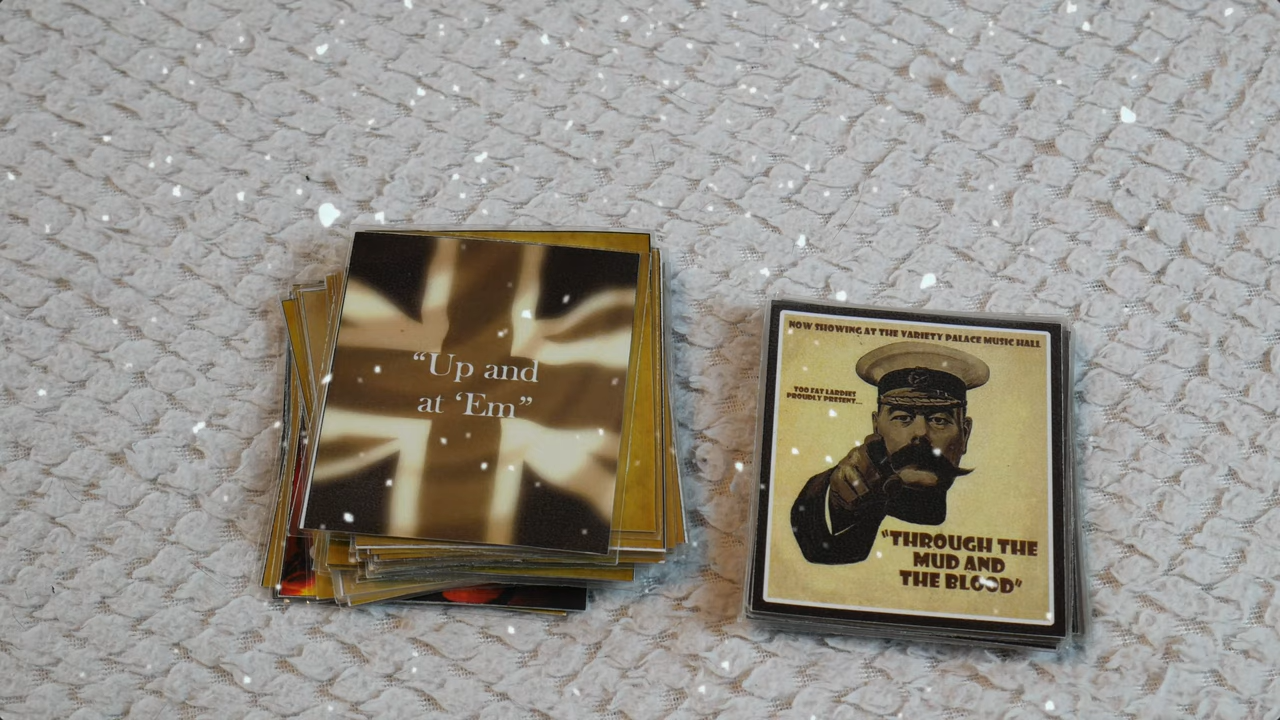 “Up and
at ‘Em”
NOW SHOWING AT THE VARIETY PALACE MUSIC HALL
TOO FAT LARDIES
PROUDLY PRESENT...
“THROUGH THE
MUD AND
THE BLOOD”